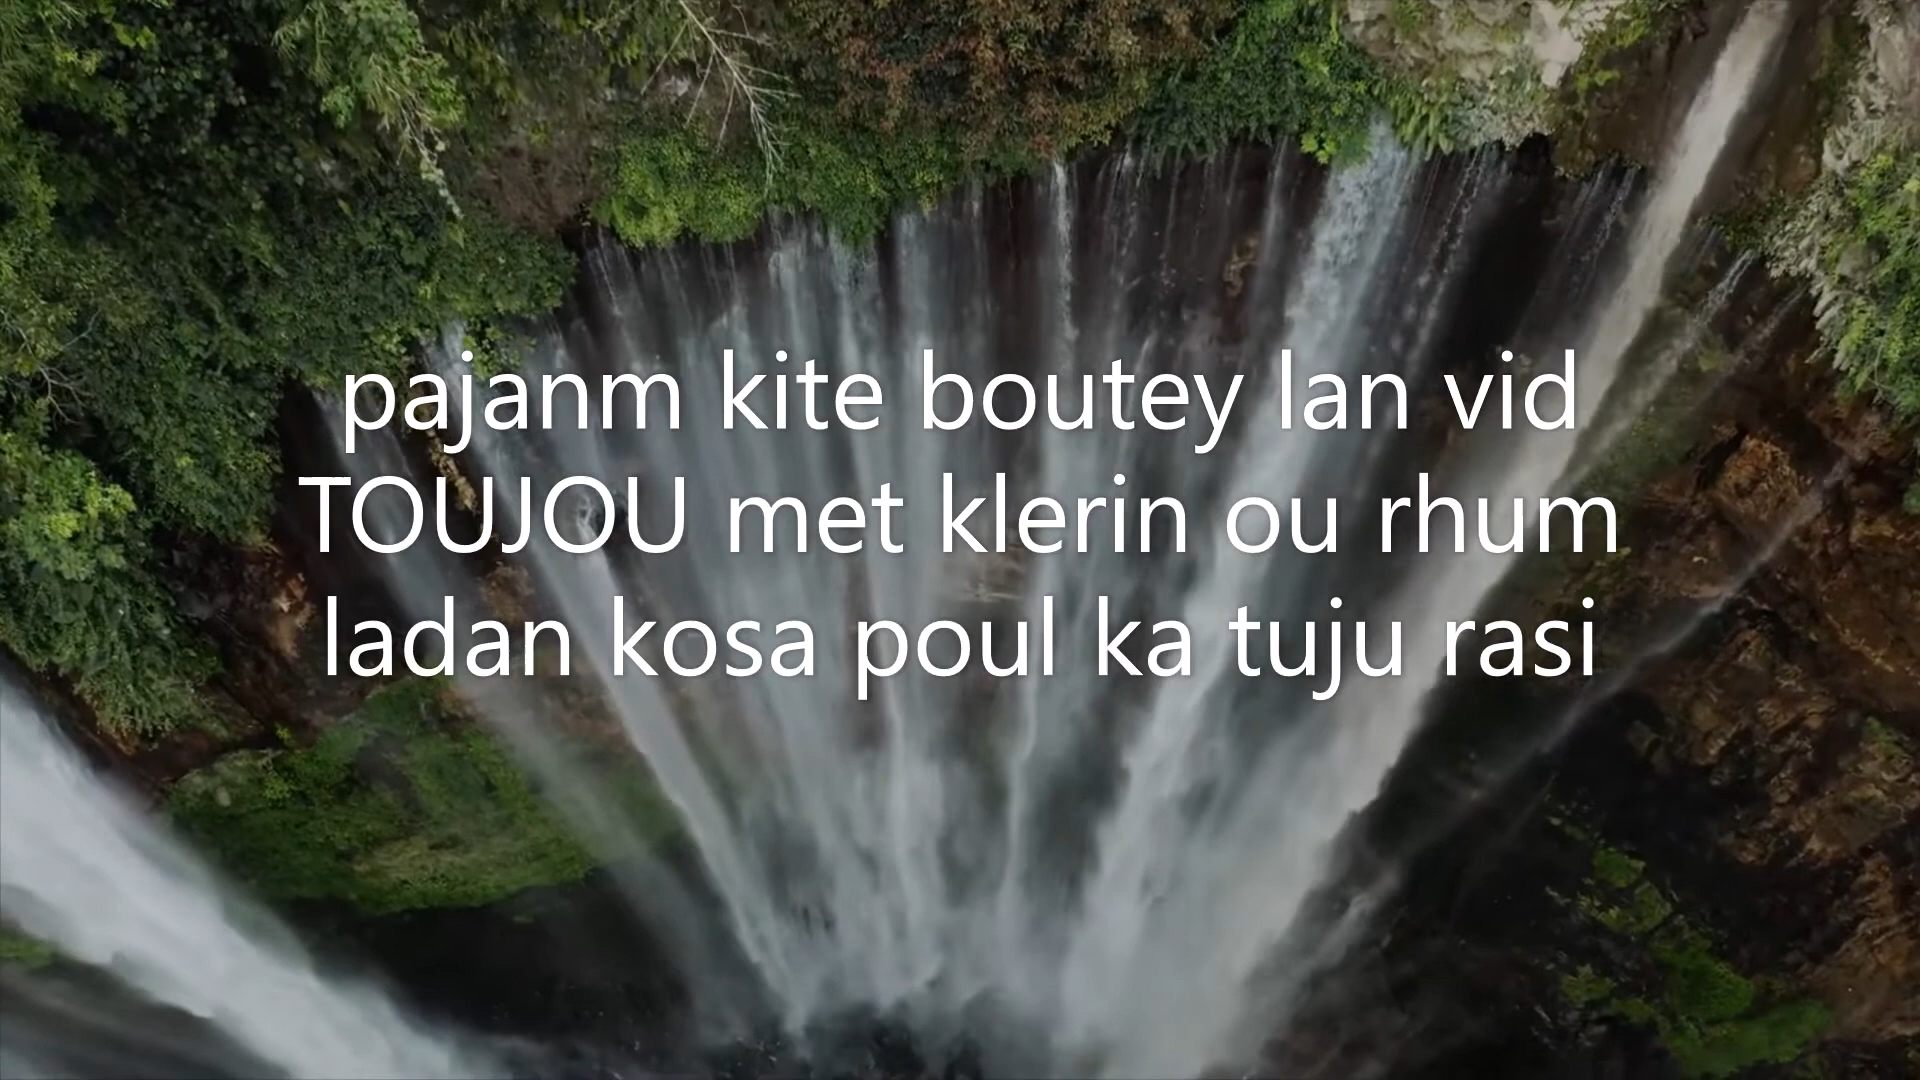 pajanm kite boutey lan vid
TOUJOU met klerin ou rhum
ladan kosa poul ka tuju rasi